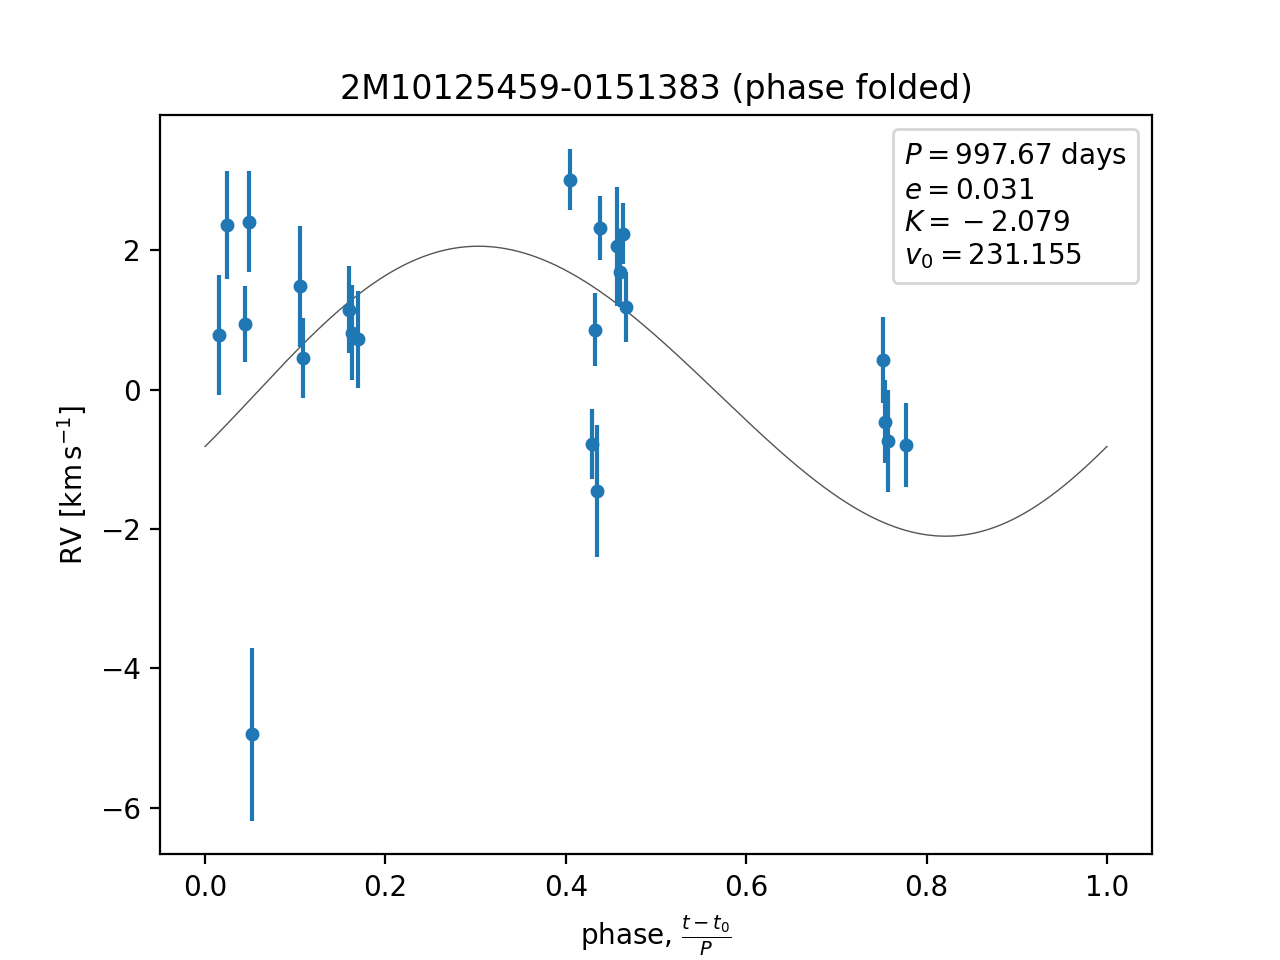 2M10125459-0151383 (phase folded)
P = 997.67 days
e = 0.031
K = −2.079
v₀ = 231.155
RV [km s⁻¹]
2
0
−2
−4
−6
0.0 0.2 0.4 0.6 0.8 1.0
phase, (t − t₀)/P